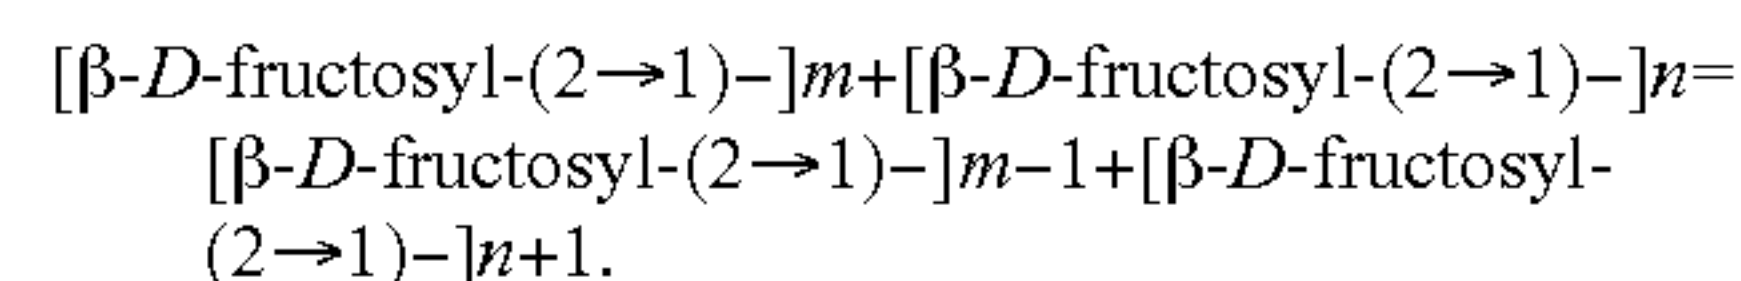 [β-D-fructosyl-(2→1)–]m+[β-D-fructosyl-(2→1)–]n=
[β-D-fructosyl-(2→1)–]m–1+[β-D-fructosyl-
(2→1)–]n+1.